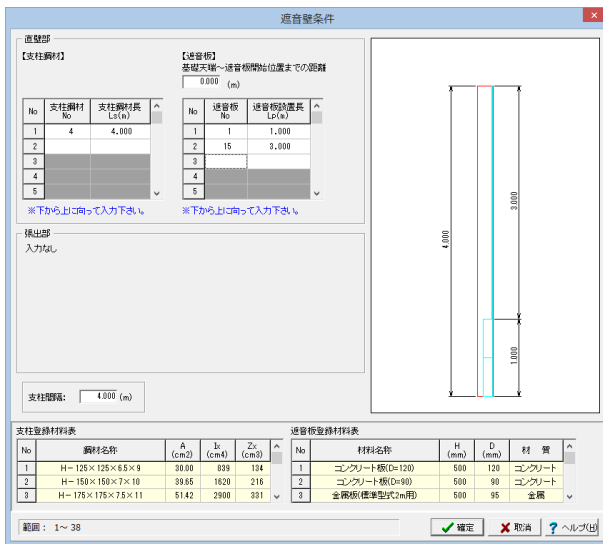 遮音壁条件
直壁部
【支柱鋼材】
【遮音板】
基礎天端～遮音板開始位置までの距離
0.000 (m)
No 支柱鋼材 No 支柱鋼材長 Ls(m)
1 4 4.000
2
3
4
5
※下から上に向って入力下さい。
No 遮音板 No 遮音板設置長 Lp(m)
1 1 1.000
2 15 3.000
3
4
5
※下から上に向って入力下さい。
張出部
入力なし
支柱間隔: 4.000 (m)
4.000
3.000
1.000
支柱登録材料表
No 鋼材名称 A (cm2) Ix (cm4) Zx (cm3)
1 H－125×125×6.5×9 30.00 839 134
2 H－150×150×7×10 39.65 1620 216
3 H－175×175×7.5×11 51.42 2900 331
遮音板登録材料表
No 材料名称 H (mm) D (mm) 材 質
1 コンクリート板(D=120) 500 120 コンクリート
2 コンクリート板(D=90) 500 90 コンクリート
3 金属板(標準型式2m用) 500 95 金属
範囲： 1～ 38
確定
取消
? ヘルプ(H)